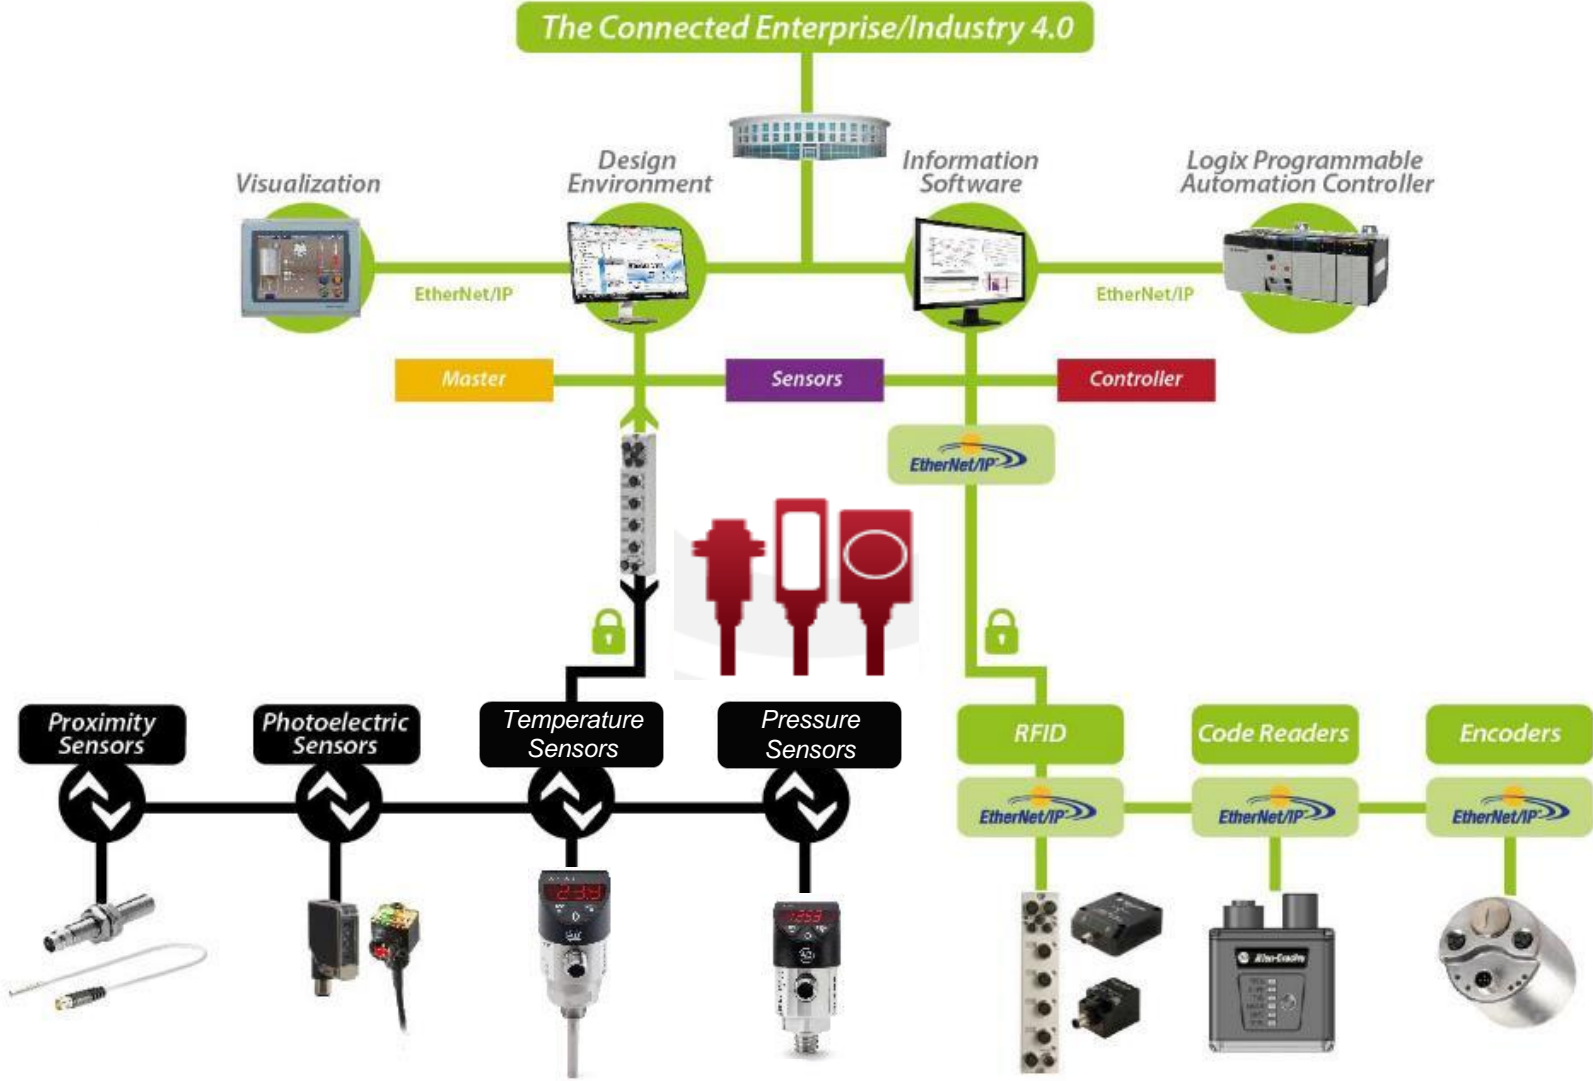 The Connected Enterprise/Industry 4.0
Visualization
Design
Environment
Information
Software
Logix Programmable
Automation Controller
EtherNet/IP
EtherNet/IP
Master
Sensors
Controller
EtherNet/IP
Proximity
Sensors
Photoelectric
Sensors
Temperature
Sensors
Pressure
Sensors
RFID
Code Readers
Encoders
EtherNet/IP
EtherNet/IP
EtherNet/IP
Allen-Bradley